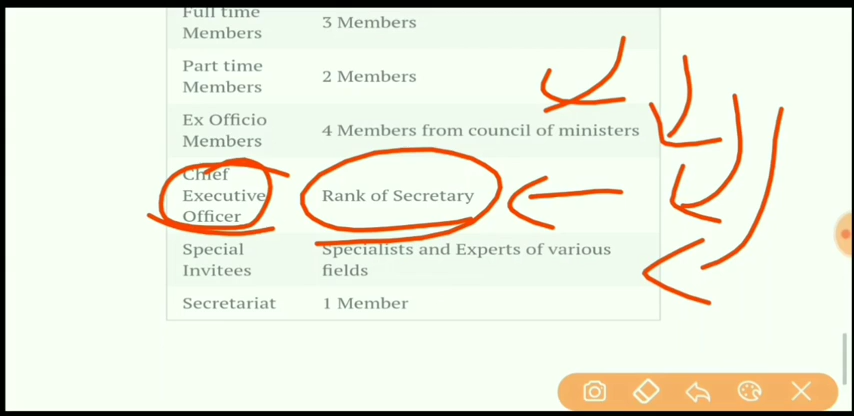 Full time
Members
3 Members
Part time
Members
2 Members
Ex Officio
Members
4 Members from council of ministers
Chief
Executive
Officer
Rank of Secretary
Special
Invitees
Specialists and Experts of various
fields
Secretariat
1 Member